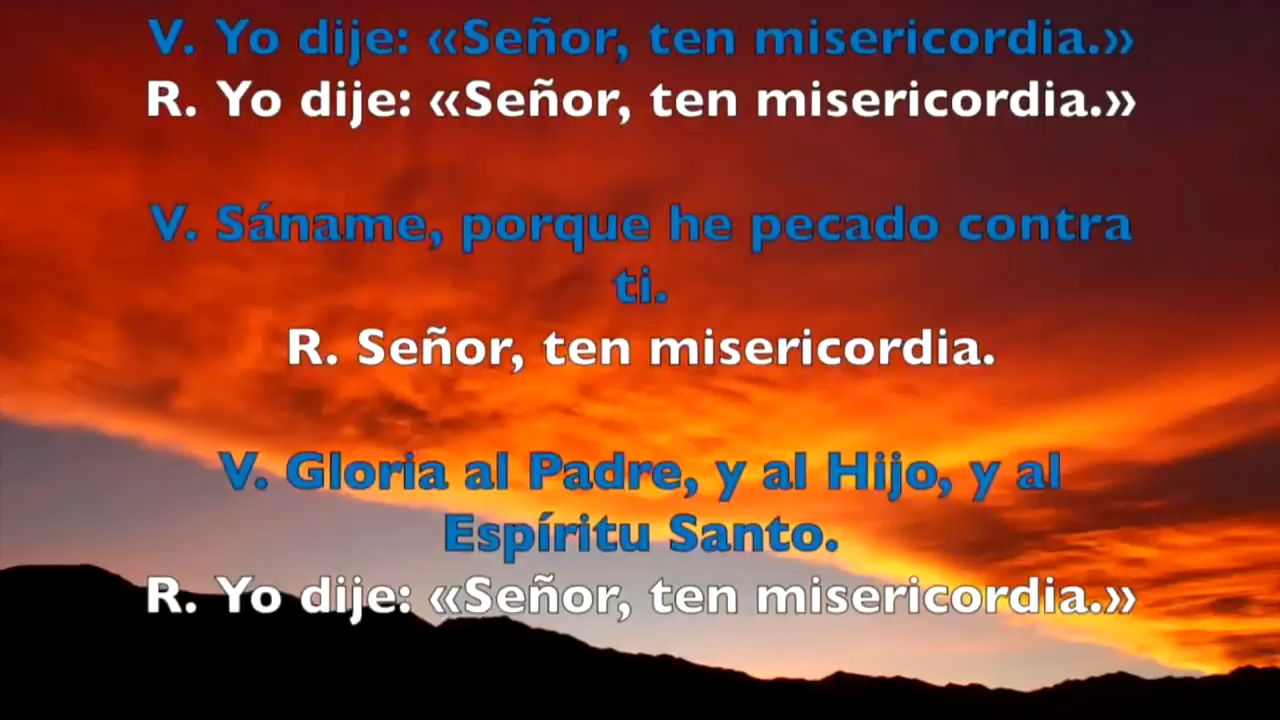 V. Yo dije: «Señor, ten misericordia.»
R. Yo dije: «Señor, ten misericordia.»
V. Sáname, porque he pecado contra
ti.
R. Señor, ten misericordia.
V. Gloria al Padre, y al Hijo, y al
Espíritu Santo.
R. Yo dije: «Señor, ten misericordia.»